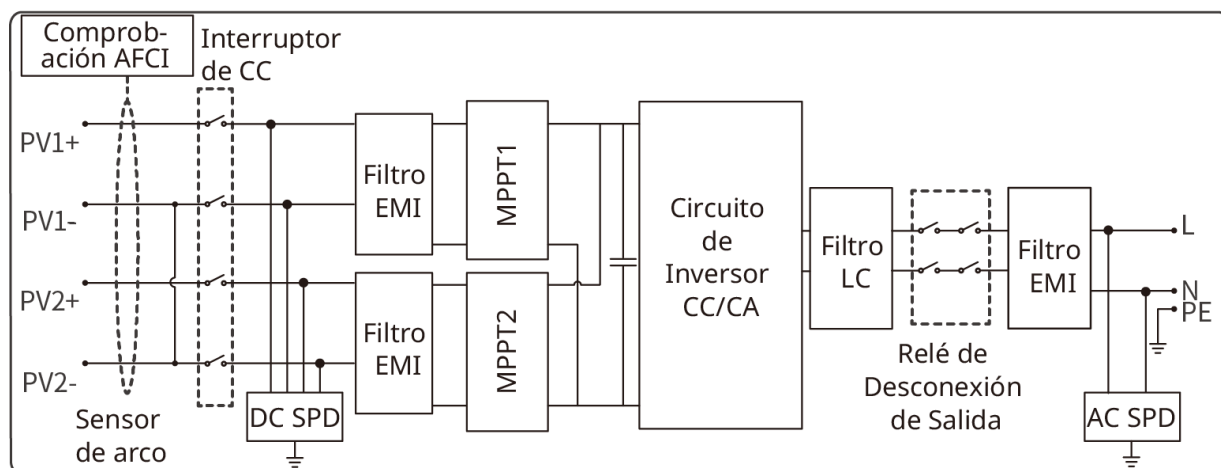 Comprob-
ación AFCI
Interruptor
de CC
PV1+
PV1-
PV2+
PV2-
Sensor
de arco
DC SPD
Filtro
EMI
Filtro
EMI
MPPT1
MPPT2
Circuito
de
Inversor
CC/CA
Filtro
LC
Relé de
Desconexión
de Salida
Filtro
EMI
L
N
PE
AC SPD